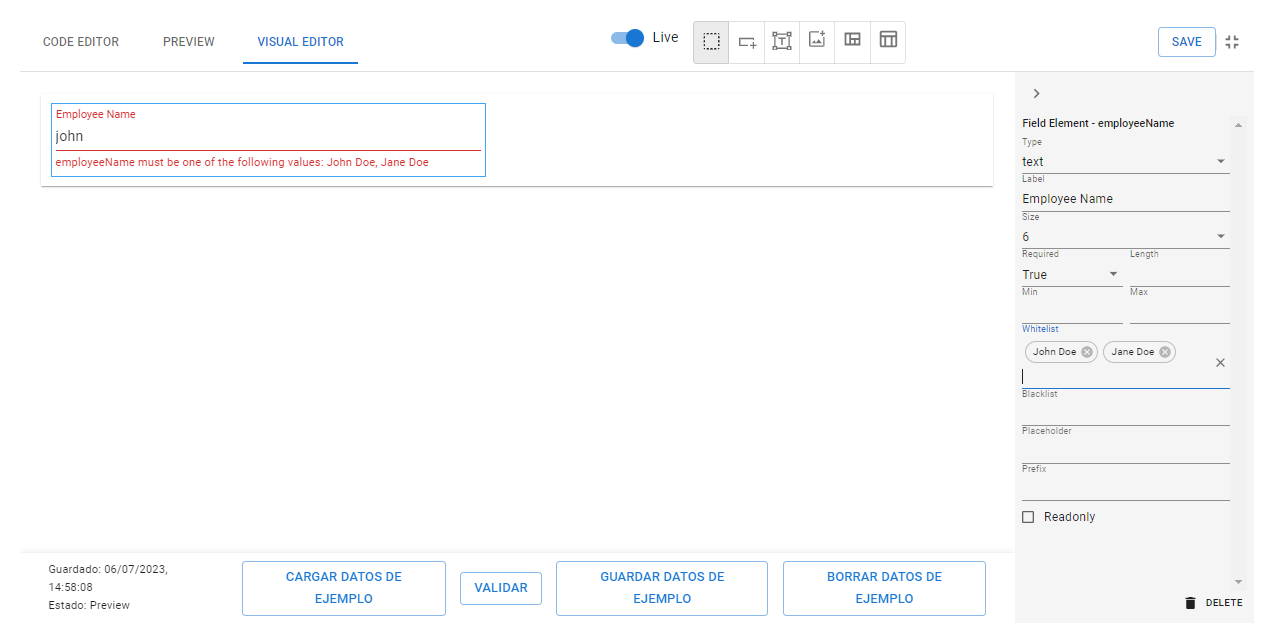 CODE EDITOR PREVIEW VISUAL EDITOR Live SAVE
Employee Name
john
employeeName must be one of the following values: John Doe, Jane Doe
Field Element - employeeName
Type
text
Label
Employee Name
Size
6
Required Length
True
Min Max
Whitelist
John Doe Jane Doe
Blacklist
Placeholder
Prefix
Readonly
DELETE
Guardado: 06/07/2023,
14:58:08
Estado: Preview
CARGAR DATOS DE
EJEMPLO
VALIDAR
GUARDAR DATOS DE
EJEMPLO
BORRAR DATOS DE
EJEMPLO